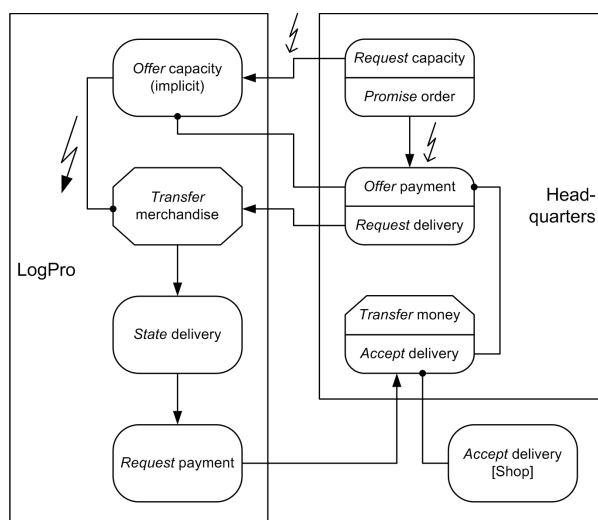 Offer capacity
(implicit)
Request capacity
Promise order
Transfer
merchandise
Offer payment
Request delivery
Head-
quarters
LogPro
State delivery
Transfer money
Accept delivery
Request payment
Accept delivery
[Shop]